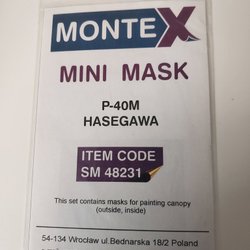 MONTEX
MINI MASK
P-40M
HASEGAWA
ITEM CODE
SM 48231
This set contains masks for painting canopy
(outside, inside)
54-134 Wrocław ul.Bednarska 18/2 Poland